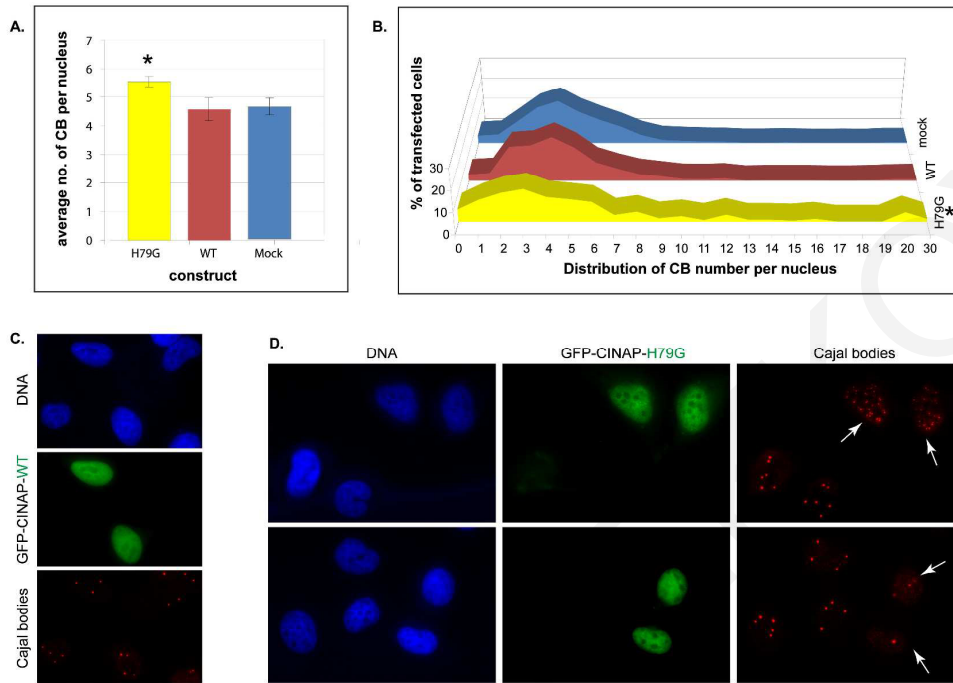 A.
average no. of CB per nucleus
7
6
5
4
3
2
1
0
*
H79G WT Mock
construct
B.
% of transfected cells
30
20
10
0
mock
WT
H79G
*
0 1 2 3 4 5 6 7 8 9 10 11 12 13 14 15 16 17 18 19 20 30
Distribution of CB number per nucleus
C.
DNA
GFP-CINAP-WT
Cajal bodies
D.
DNA GFP-CINAP-H79G Cajal bodies